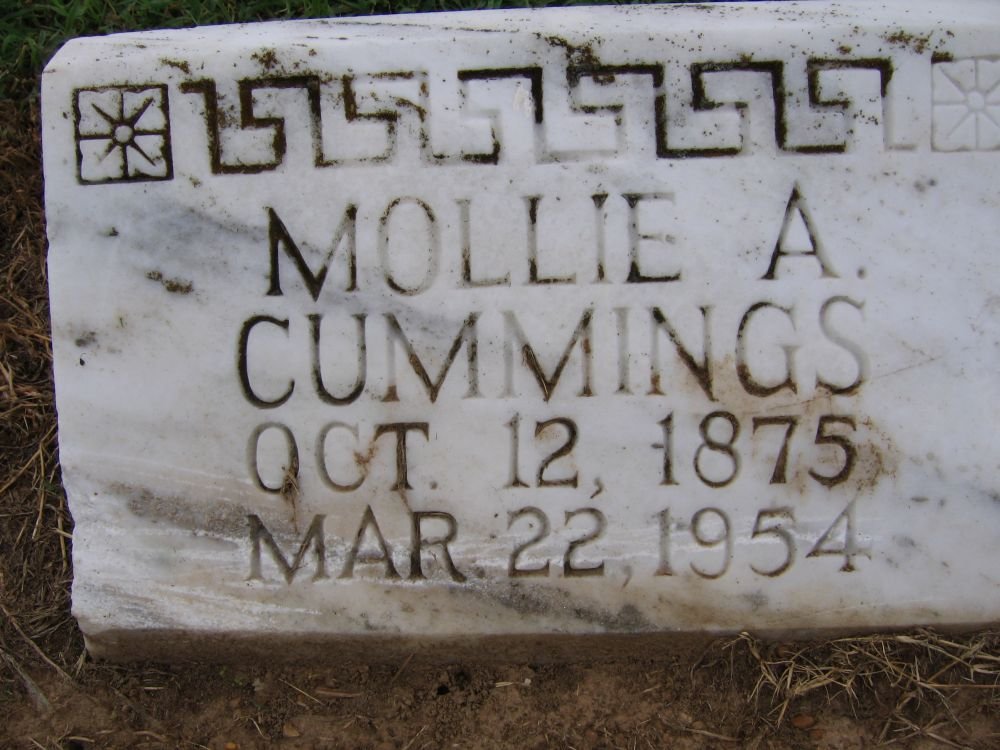 MOLLIE A.
CUMMINGS
OCT. 12, 1875
MAR 22, 1954